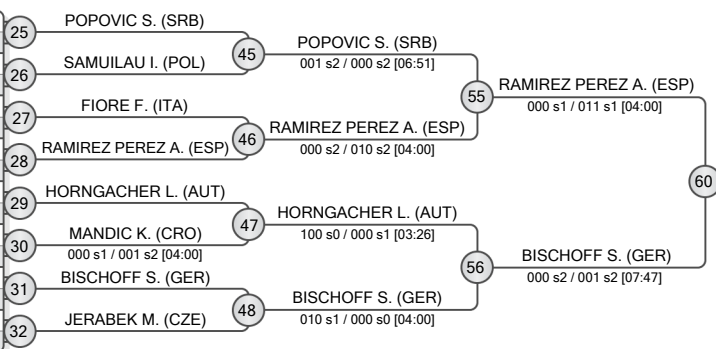 25
POPOVIC S. (SRB)
26
SAMUILAU I. (POL)
45
POPOVIC S. (SRB)
001 s2 / 000 s2 [06:51]
27
FIORE F. (ITA)
28
RAMIREZ PEREZ A. (ESP)
46
RAMIREZ PEREZ A. (ESP)
000 s2 / 010 s2 [04:00]
55
RAMIREZ PEREZ A. (ESP)
000 s1 / 011 s1 [04:00]
60
29
HORNGACHER L. (AUT)
30
MANDIC K. (CRO)
000 s1 / 001 s2 [04:00]
47
HORNGACHER L. (AUT)
100 s0 / 000 s1 [03:26]
31
BISCHOFF S. (GER)
32
JERABEK M. (CZE)
48
BISCHOFF S. (GER)
010 s1 / 000 s0 [04:00]
56
BISCHOFF S. (GER)
000 s2 / 001 s2 [07:47]